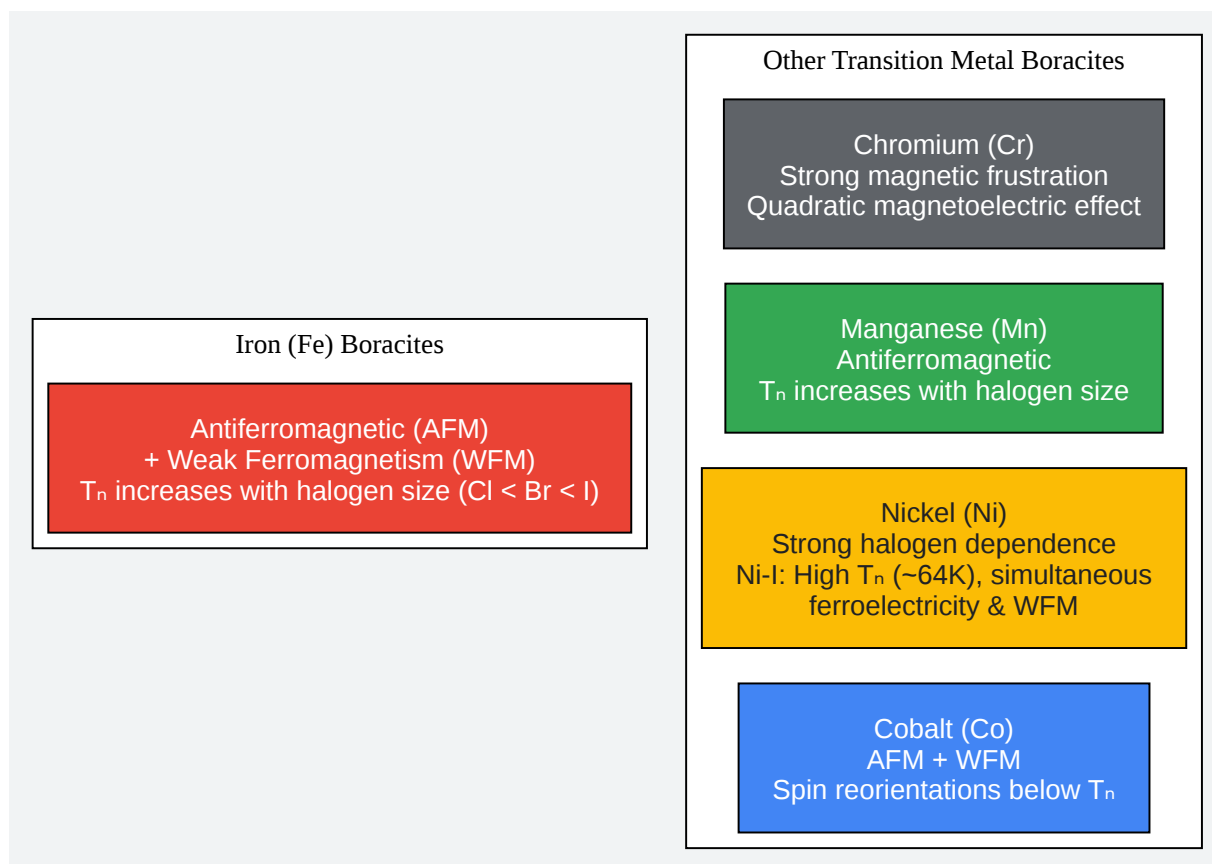 Iron (Fe) Boracites
Antiferromagnetic (AFM)
+ Weak Ferromagnetism (WFM)
Tₙ increases with halogen size (Cl < Br < I)
Other Transition Metal Boracites
Chromium (Cr)
Strong magnetic frustration
Quadratic magnetoelectric effect
Manganese (Mn)
Antiferromagnetic
Tₙ increases with halogen size
Nickel (Ni)
Strong halogen dependence
Ni-I: High Tₙ (~64K), simultaneous
ferroelectricity & WFM
Cobalt (Co)
AFM + WFM
Spin reorientations below Tₙ